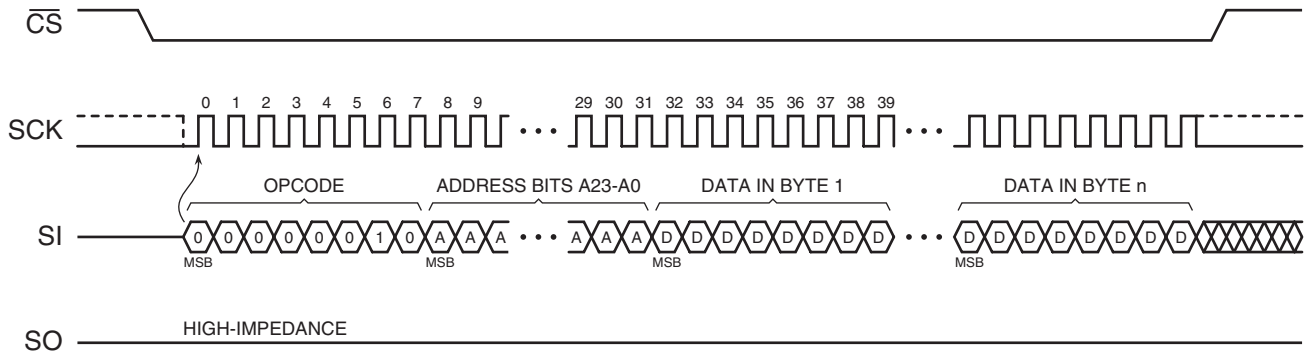 CS
0 1 2 3 4 5 6 7 8 9 29 30 31 32 33 34 35 36 37 38 39
SCK
OPCODE ADDRESS BITS A23-A0 DATA IN BYTE 1 DATA IN BYTE n
SI 0 0 0 0 0 0 1 0 A A A A A A D D D D D D D D D D D D D D D D
MSB MSB MSB MSB
HIGH-IMPEDANCE
SO